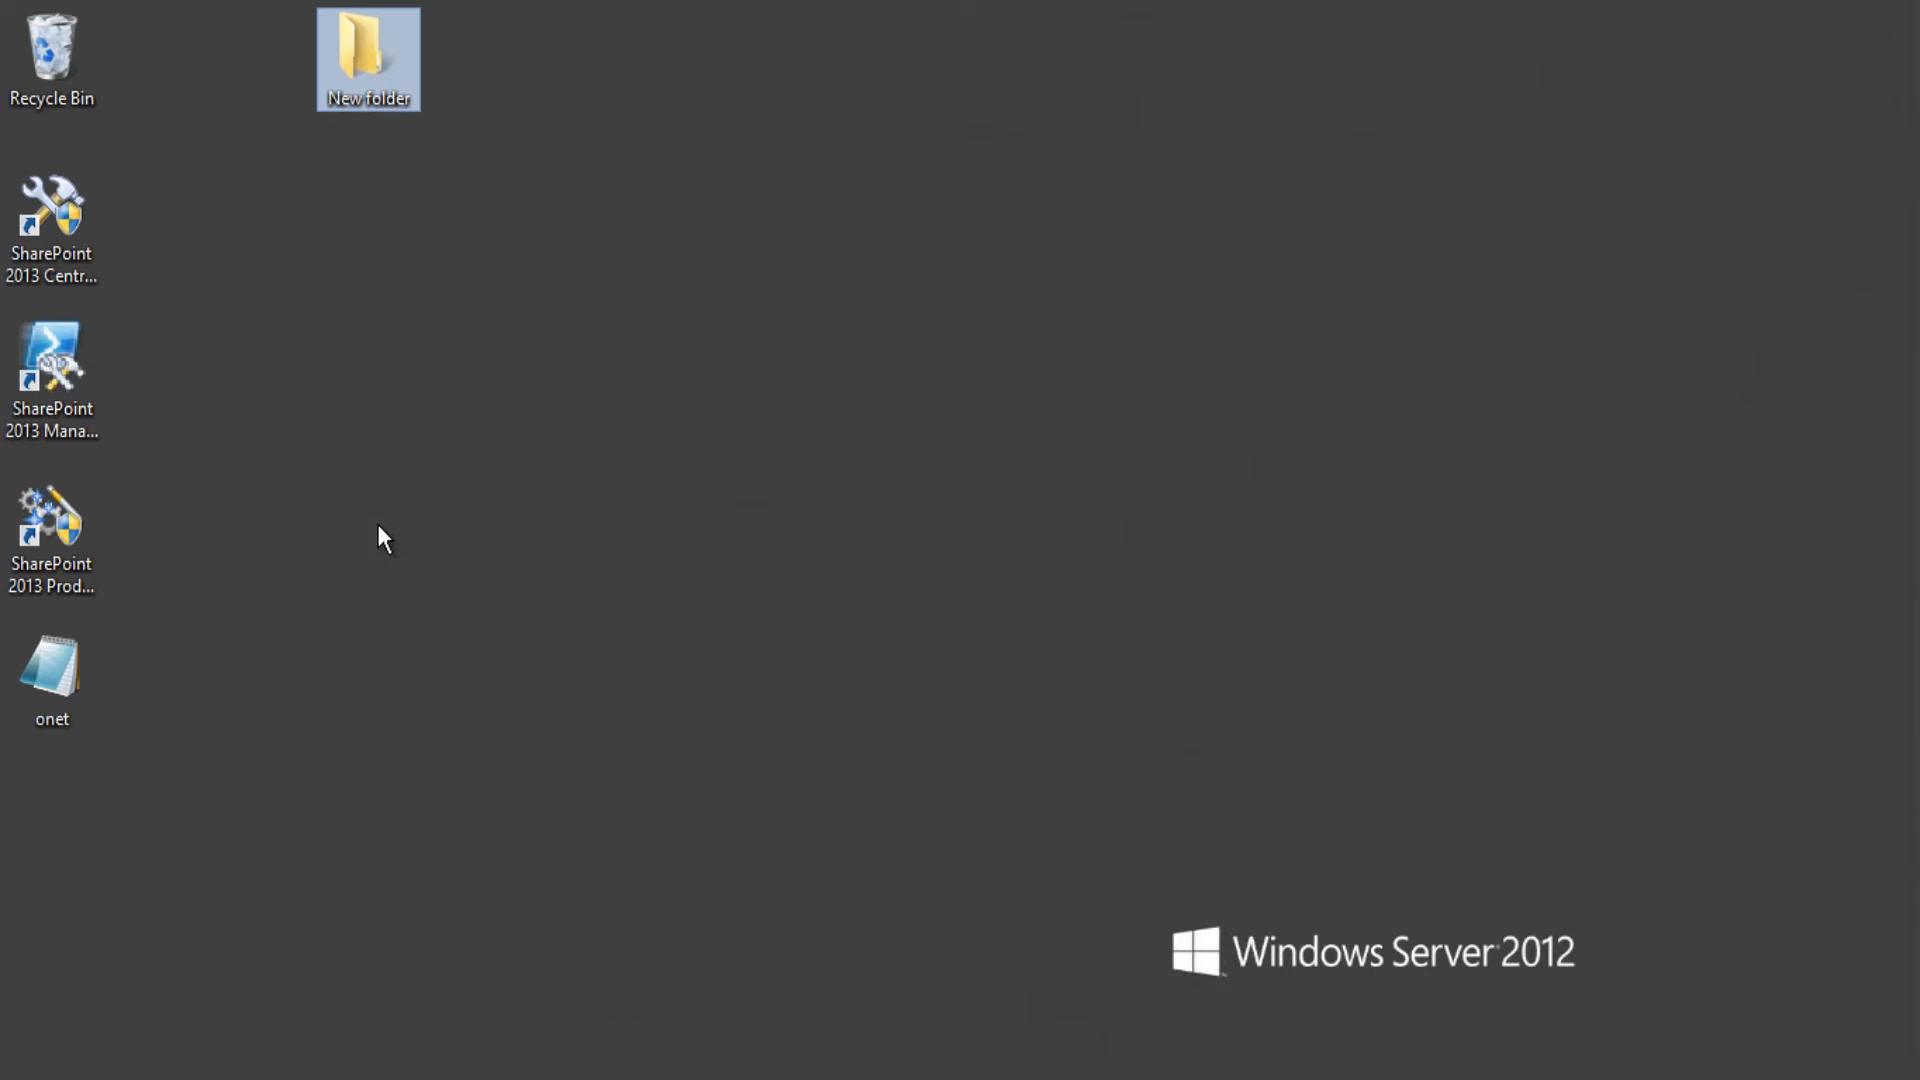 Recycle Bin
New folder
SharePoint
2013 Centr...
SharePoint
2013 Mana...
SharePoint
2013 Prod...
onet
Windows Server 2012